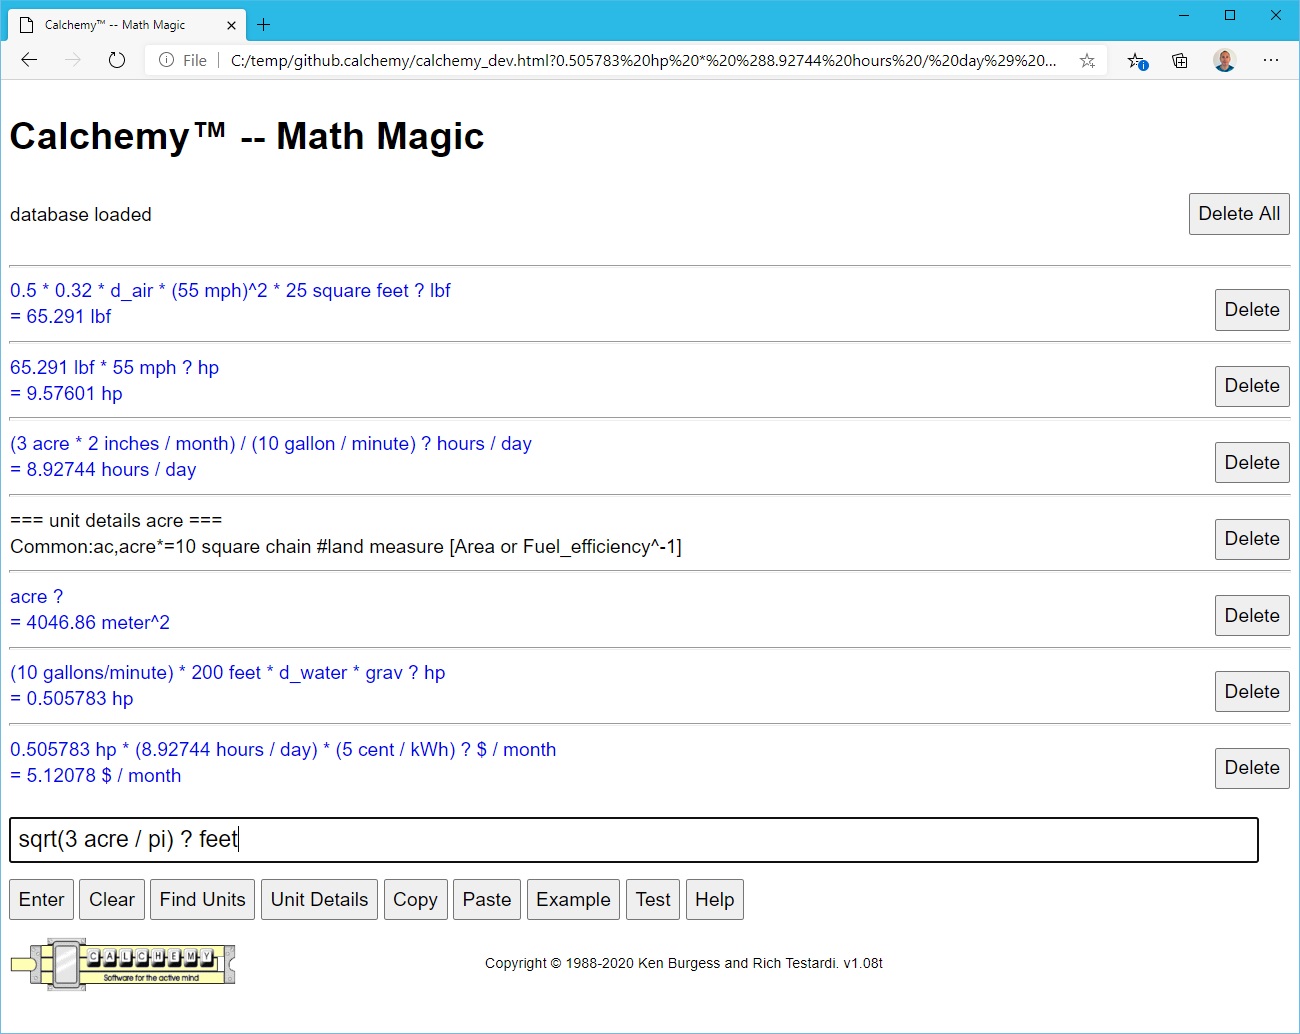 Calchemy™ -- Math Magic
File
C:/temp/github.calchemy/calchemy_dev.html?0.505783%20hp%20*%20%288.92744%20hours%20/%20day%29%20...
Calchemy™ -- Math Magic
database loaded
Delete All
0.5 * 0.32 * d_air * (55 mph)^2 * 25 square feet ? lbf
= 65.291 lbf
Delete
65.291 lbf * 55 mph ? hp
= 9.57601 hp
Delete
(3 acre * 2 inches / month) / (10 gallon / minute) ? hours / day
= 8.92744 hours / day
Delete
=== unit details acre ===
Common:ac,acre*=10 square chain #land measure [Area or Fuel_efficiency^-1]
Delete
acre ?
= 4046.86 meter^2
Delete
(10 gallons/minute) * 200 feet * d_water * grav ? hp
= 0.505783 hp
Delete
0.505783 hp * (8.92744 hours / day) * (5 cent / kWh) ? $ / month
= 5.12078 $ / month
Delete
sqrt(3 acre / pi) ? feet
Enter Clear Find Units Unit Details Copy Paste Example Test Help
CALCHEMY
Software for the active mind
Copyright © 1988-2020 Ken Burgess and Rich Testardi. v1.08t